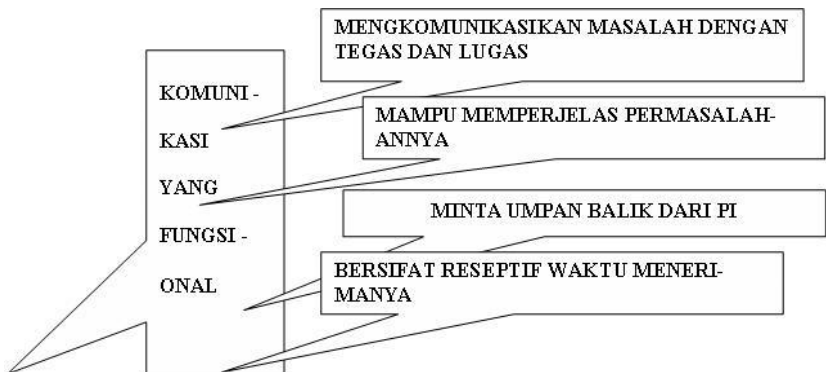 MENGKOMUNIKASIKAN MASALAH DENGAN
TEGAS DAN LUGAS
KOMUNI -
KASI
YANG
FUNGSI -
ONAL
MAMPU MEMPERJELAS PERMASALAH-
ANNYA
MINTA UMPAN BALIK DARI PI
BERSIFAT RESEPTIF WAKTU MENERI-
MANYA